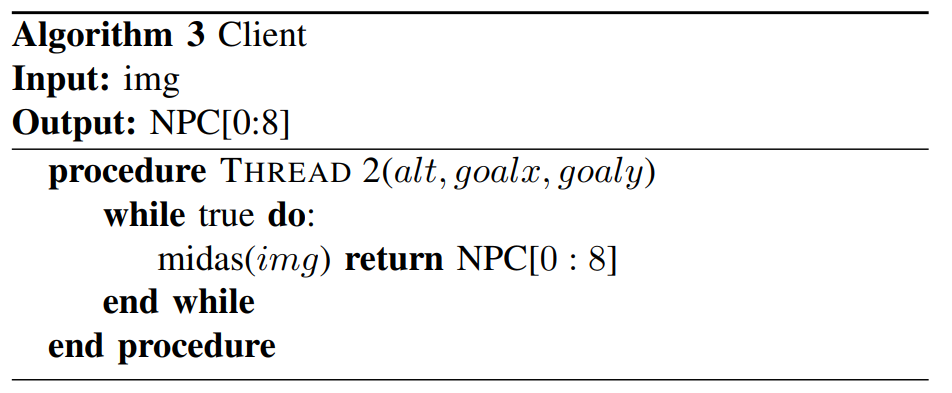 Algorithm 3 Client
Input: img
Output: NPC[0:8]
procedure THREAD 2(alt, goalx, goaly)
while true do:
midas(img) return NPC[0 : 8]
end while
end procedure